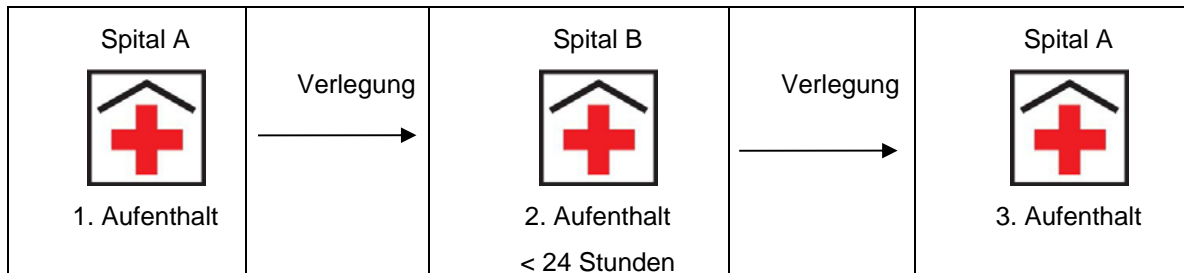 Spital A
Verlegung
Spital B
Verlegung
Spital A
1. Aufenthalt
2. Aufenthalt
3. Aufenthalt
< 24 Stunden